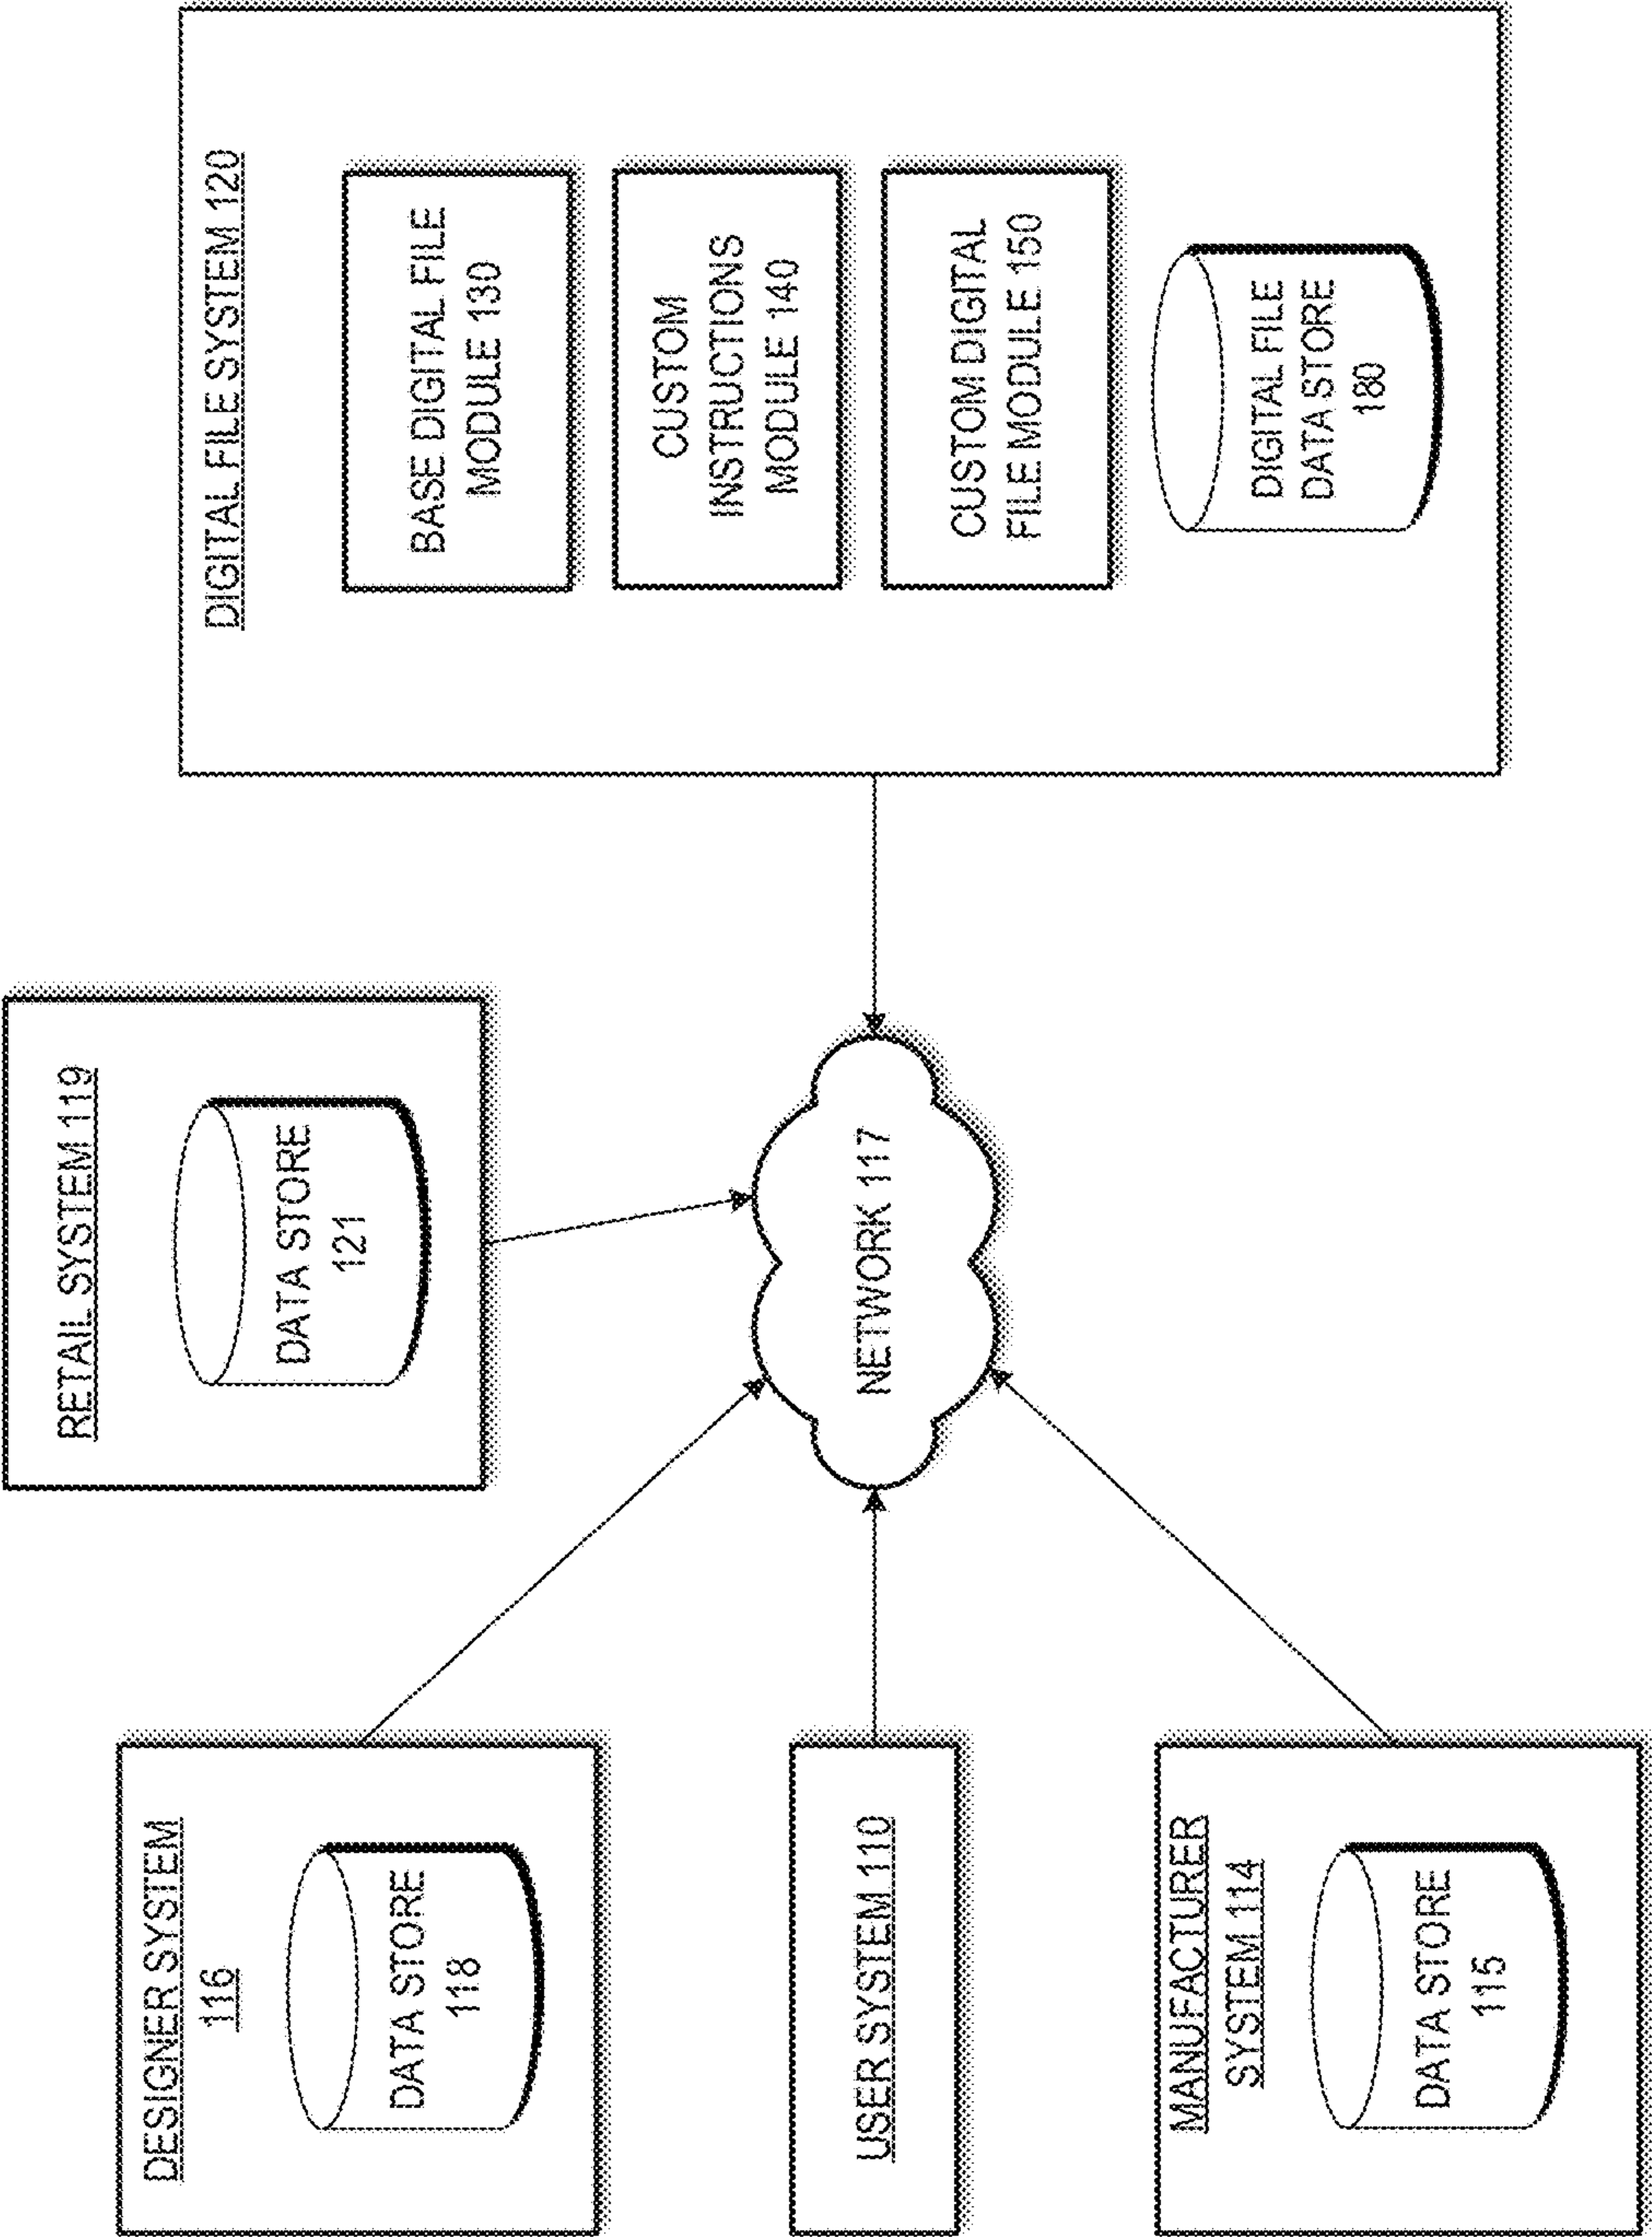 DESIGNER SYSTEM
116
DATA STORE
118
USER SYSTEM 110
MANUFACTURER
SYSTEM 114
DATA STORE
115
RETAIL SYSTEM 119
DATA STORE
121
NETWORK 117
DIGITAL FILE SYSTEM 120
BASE DIGITAL FILE
MODULE 130
CUSTOM
INSTRUCTIONS
MODULE 140
CUSTOM DIGITAL
FILE MODULE 150
DIGITAL FILE
DATA STORE
180